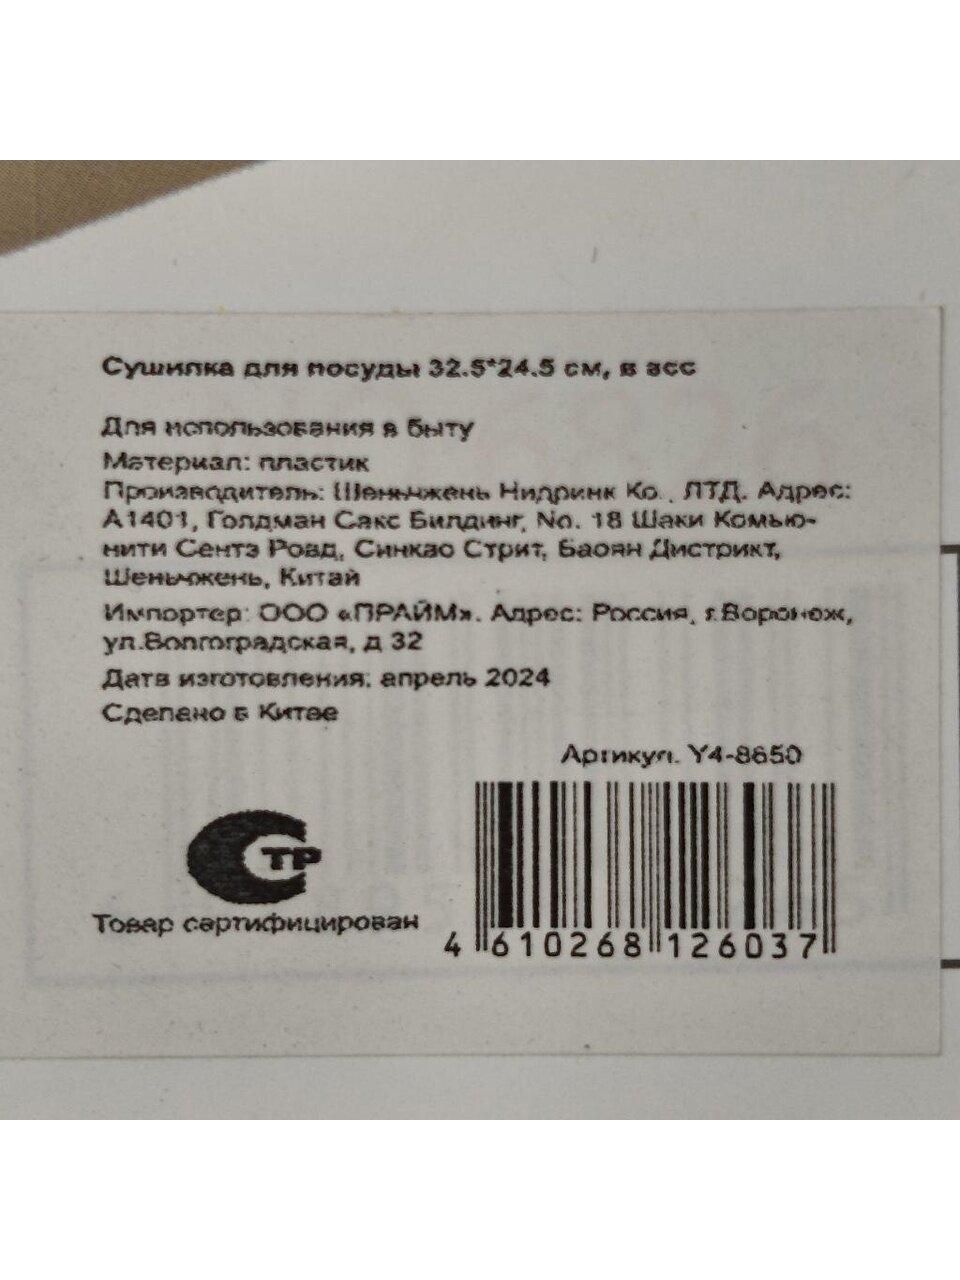 Сушилка для посуды 32.5*24.5 см, в асс
Для использования в быту
Материал: пластик
Производитель: Шеньчжень Нидринк Ко., ЛТД. Адрес:
А1401, Голдман Сакс Билдинг, No. 18 Шаки Комью-
нити Сентэ Роад, Синкао Стрит, Баоян Дистрикт,
Шеньчжень, Китай
Импортер: ООО «ПРАЙМ». Адрес: Россия, г.Воронеж,
ул.Волгоградская, д 32
Дата изготовления: апрель 2024
Сделано в Китае
Артикул: Y4-8650
ТР
Товар сертифицирован
4 610268 126037